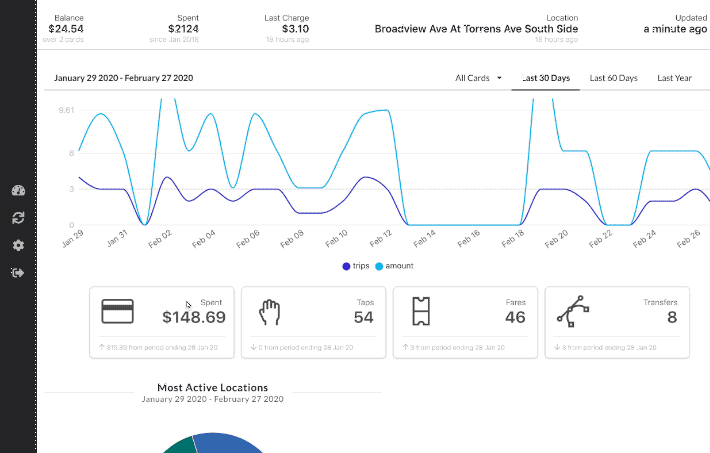 Balance
$24.54
over 2 cards
Spent
$2124
since Jan 2018
Last Charge
$3.10
18 hours ago
Location
Broadview Ave At Torrens Ave South Side
18 hours ago
Updated
a minute ago
January 29 2020 - February 27 2020
All Cards
Last 30 Days
Last 60 Days
Last Year
9.61
6
3
0
Jan 29
Jan 31
Feb 02
Feb 04
Feb 06
Feb 08
Feb 10
Feb 12
Feb 14
Feb 16
Feb 18
Feb 20
Feb 22
Feb 24
Feb 26
trips
amount
Spent
$148.69
from period ending 28 Jan 20
Taps
54
0 from period ending 28 Jan 20
Fares
46
3 from period ending 28 Jan 20
Transfers
8
from period ending 28 Jan 20
Most Active Locations
January 29 2020 - February 27 2020